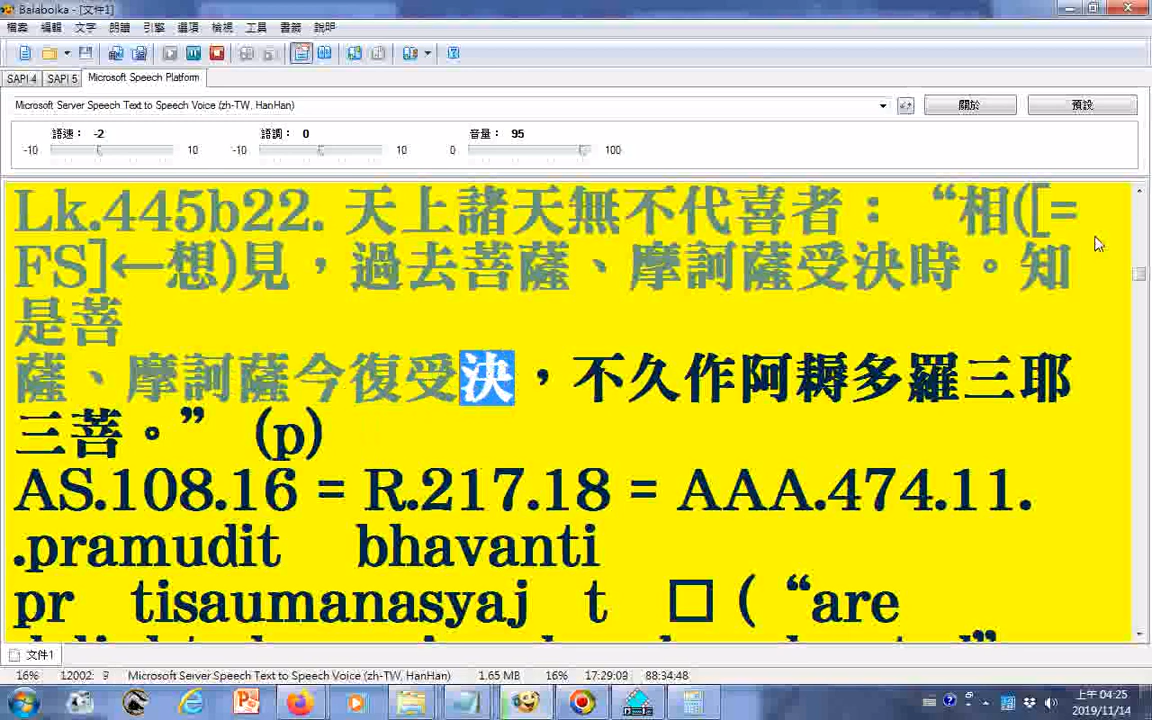 Balabolka - [文件1]
檔案 編輯 文字 朗讀 引擎 選項 檢視 工具 書籤 說明
SAPI 4 SAPI 5 Microsoft Speech Platform
Microsoft Server Speech Text to Speech Voice (zh-TW, HanHan) 關於 預設
語速： -2 語調： 0 音量： 95
-10 10 -10 10 0 100
Lk.445b22. 天上諸天無不代喜者：“相([=
FS]←想)見，過去菩薩、摩訶薩受決時。知
是菩
薩、摩訶薩今復受決，不久作阿耨多羅三耶
三菩。” (p)
AS.108.16 = R.217.18 = AAA.474.11.
.pramudit bhavanti
pr tisaumanasyaj t □ (“are
文件1
16% Microsoft Server Speech Text to Speech Voice (zh-TW, HanHan) 1.65 MB 16% 17:29:03 88:34:48
上午 04:25
2019/11/14